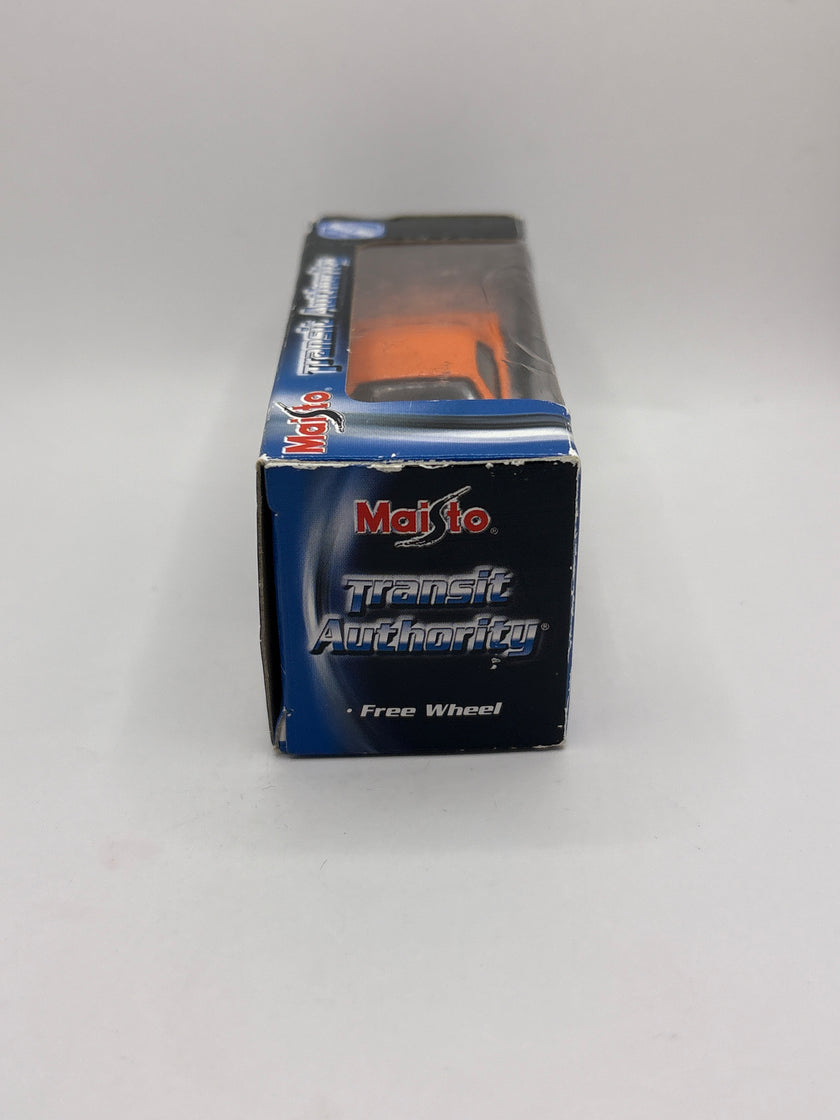 Transit Authority
Maisto®
Maisto®
Transit
Authority®
• Free Wheel